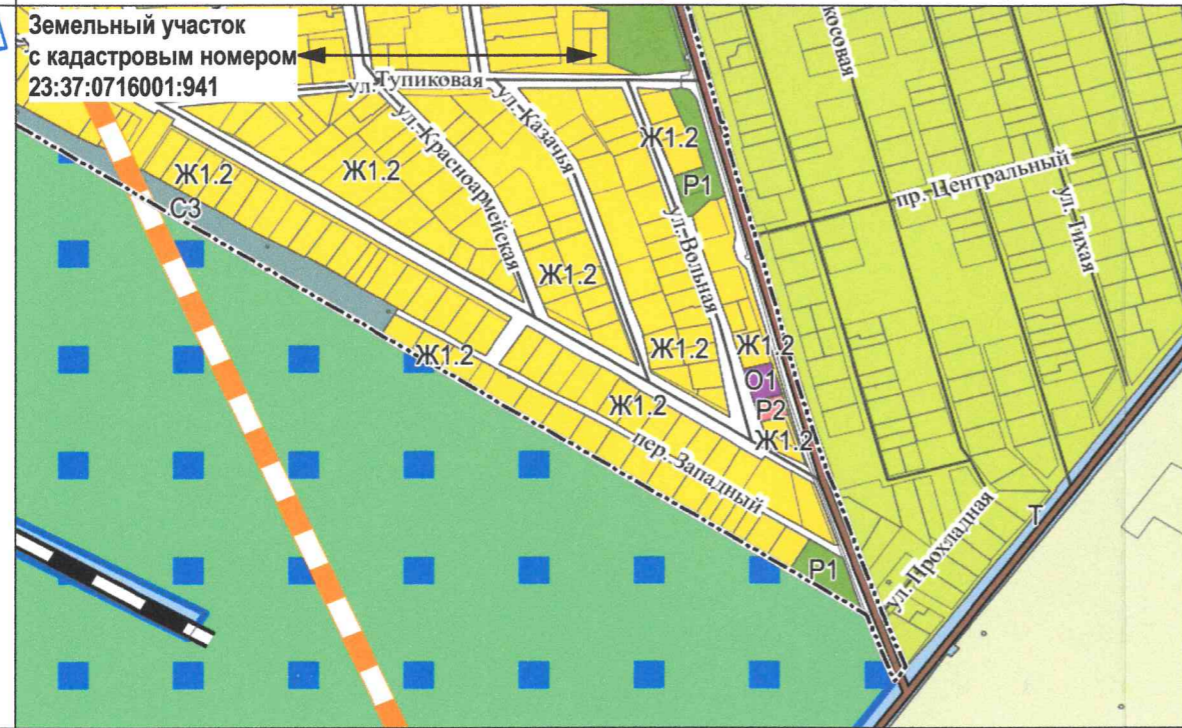 Земельный участок
с кадастровым номером
23:37:0716001:941
ул. Тупиковая
ул. Красноармейская
ул. Казачья
Ж1.2
Ж1.2
Ж1.2
С3
Р1
ул. Вольная
пр. Центральный
ул. Тихая
Ж1.2
Ж1.2
Ж1.2
Ж1.2
О1
Р2
Ж1.2
Ж1.2
пер. Западный
Р1
ул. Прохладная
Т